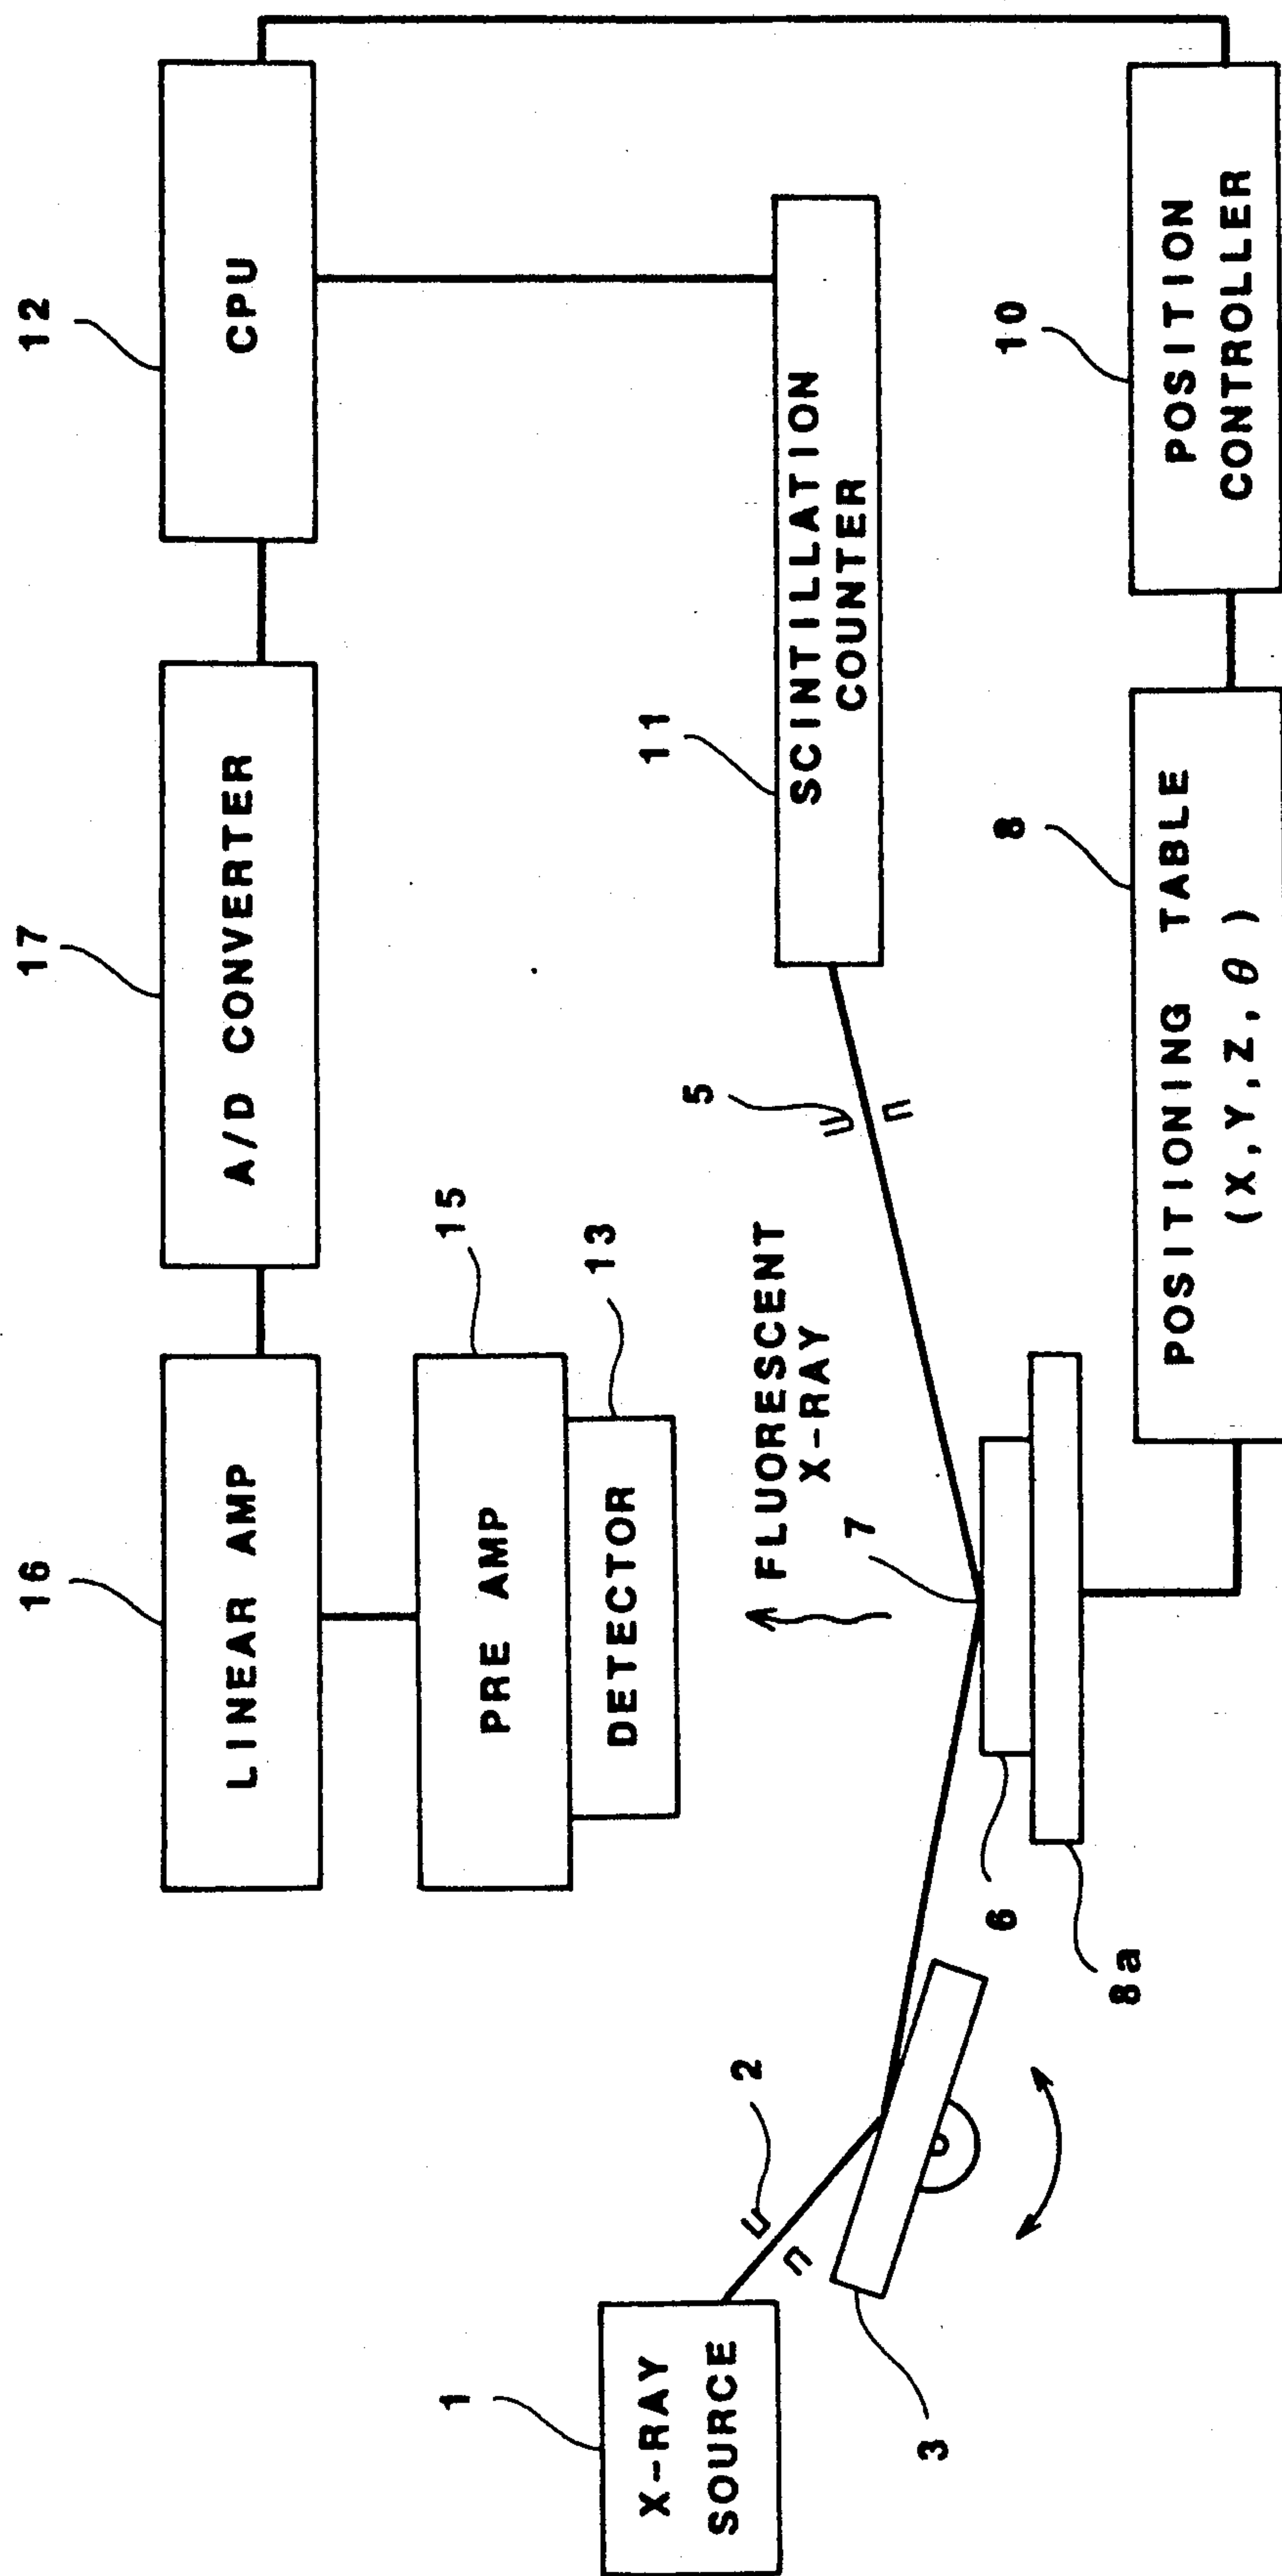 16
LINEAR AMP
17
A/D CONVERTER
12
CPU
15
PRE AMP
13
DETECTOR
1
X-RAY
SOURCE
2
3
FLUORESCENT
X-RAY
7
5
11
SCINTILLATION
COUNTER
6
8a
8
POSITIONING TABLE
(X,Y,Z,θ)
10
POSITION
CONTROLLER